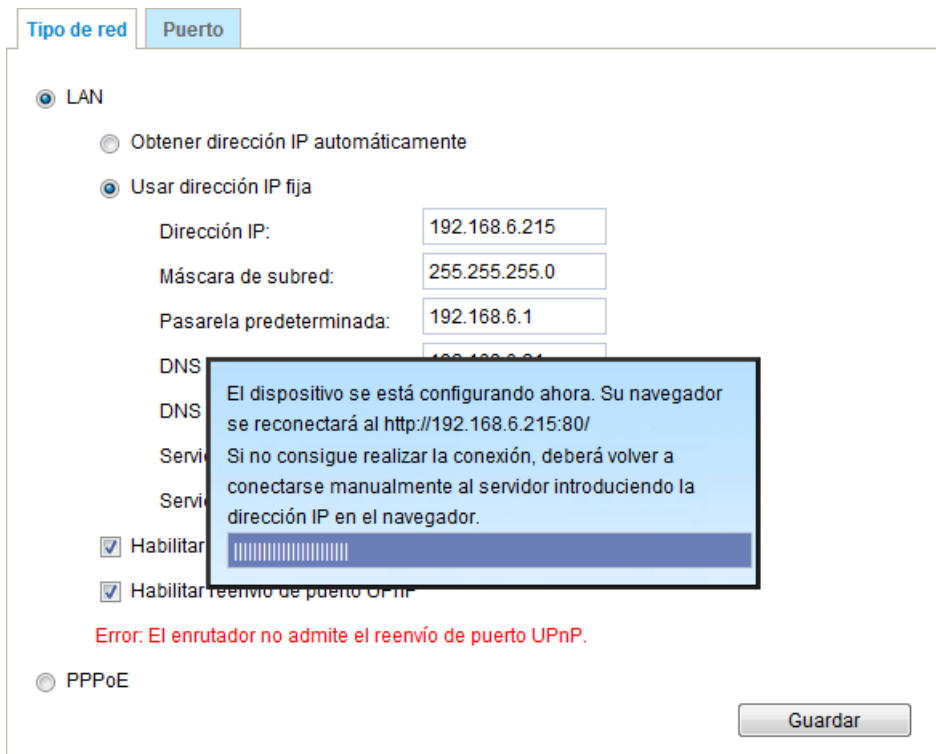 Tipo de red
Puerto
LAN
Obtener dirección IP automáticamente
Usar dirección IP fija
Dirección IP:
192.168.6.215
Máscara de subred:
255.255.255.0
Pasarela predeterminada:
192.168.6.1
DNS
DNS
El dispositivo se está configurando ahora. Su navegador
se reconectará al http://192.168.6.215:80/
Si no consigue realizar la conexión, deberá volver a
conectarse manualmente al servidor introduciendo la
dirección IP en el navegador.
Habilitar
Habilitar reenvío de puerto UPnP
Error: El enrutador no admite el reenvío de puerto UPnP.
PPPoE
Guardar